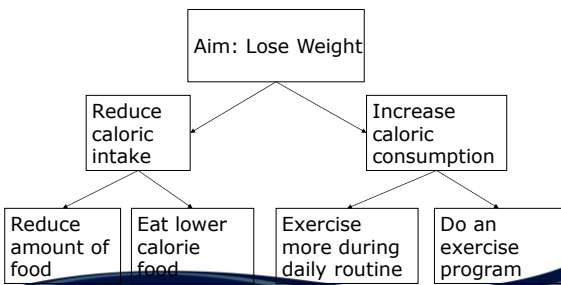 Aim: Lose Weight
Reduce
caloric
intake
Increase
caloric
consumption
Reduce
amount of
food
Eat lower
calorie
food
Exercise
more during
daily routine
Do an
exercise
program